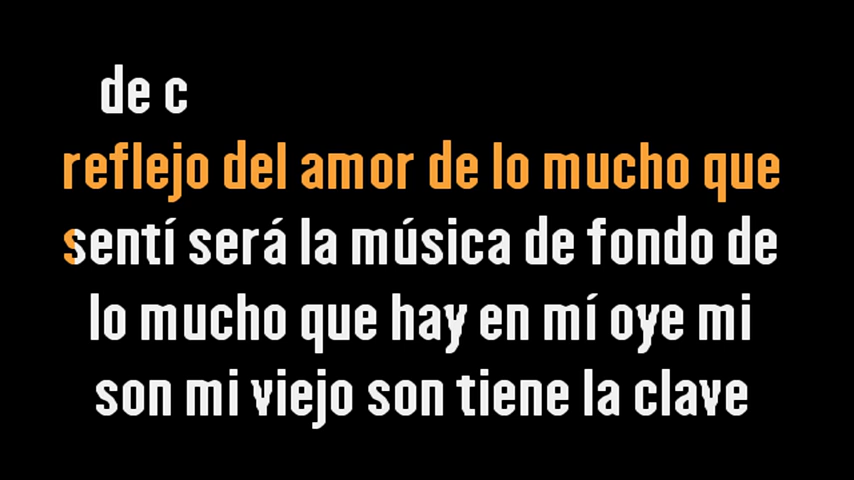 de c
reflejo del amor de lo mucho que
sentí será la música de fondo de
lo mucho que hay en mí oye mi
son mi viejo son tiene la clave